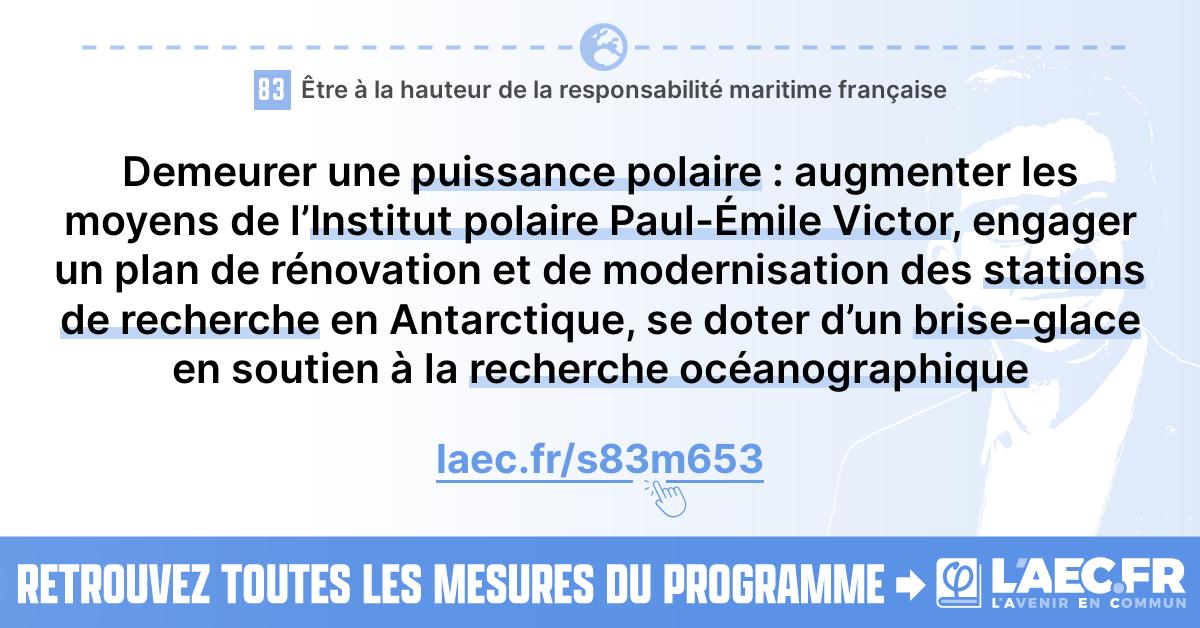 83 Être à la hauteur de la responsabilité maritime française
Demeurer une puissance polaire : augmenter les
moyens de l’Institut polaire Paul-Émile Victor, engager
un plan de rénovation et de modernisation des stations
de recherche en Antarctique, se doter d’un brise-glace
en soutien à la recherche océanographique
laec.fr/s83m653
RETROUVEZ TOUTES LES MESURES DU PROGRAMME
φ L'AEC.FR
L'AVENIR EN COMMUN